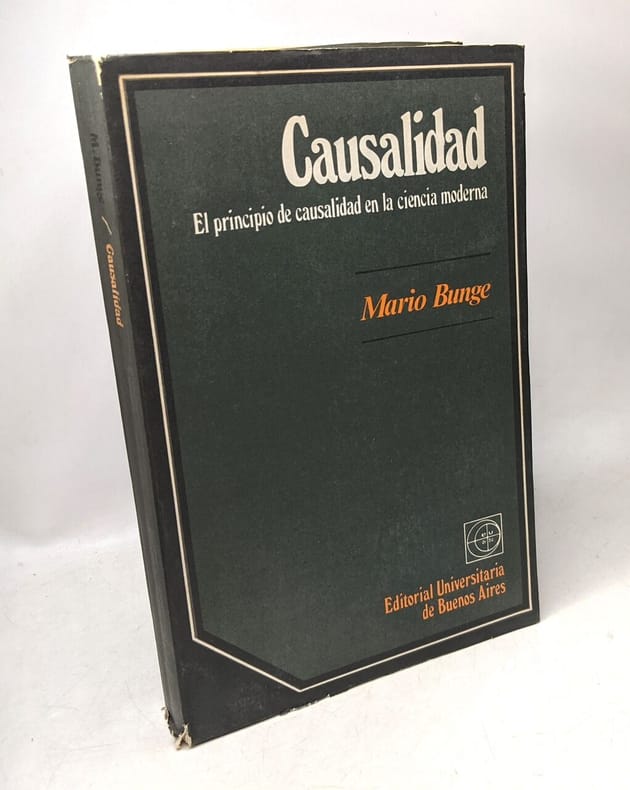 Causalidad
El principio de causalidad en la ciencia moderna
Mario Bunge
Editorial Universitaria
de Buenos Aires
M. Bunge / Causalidad